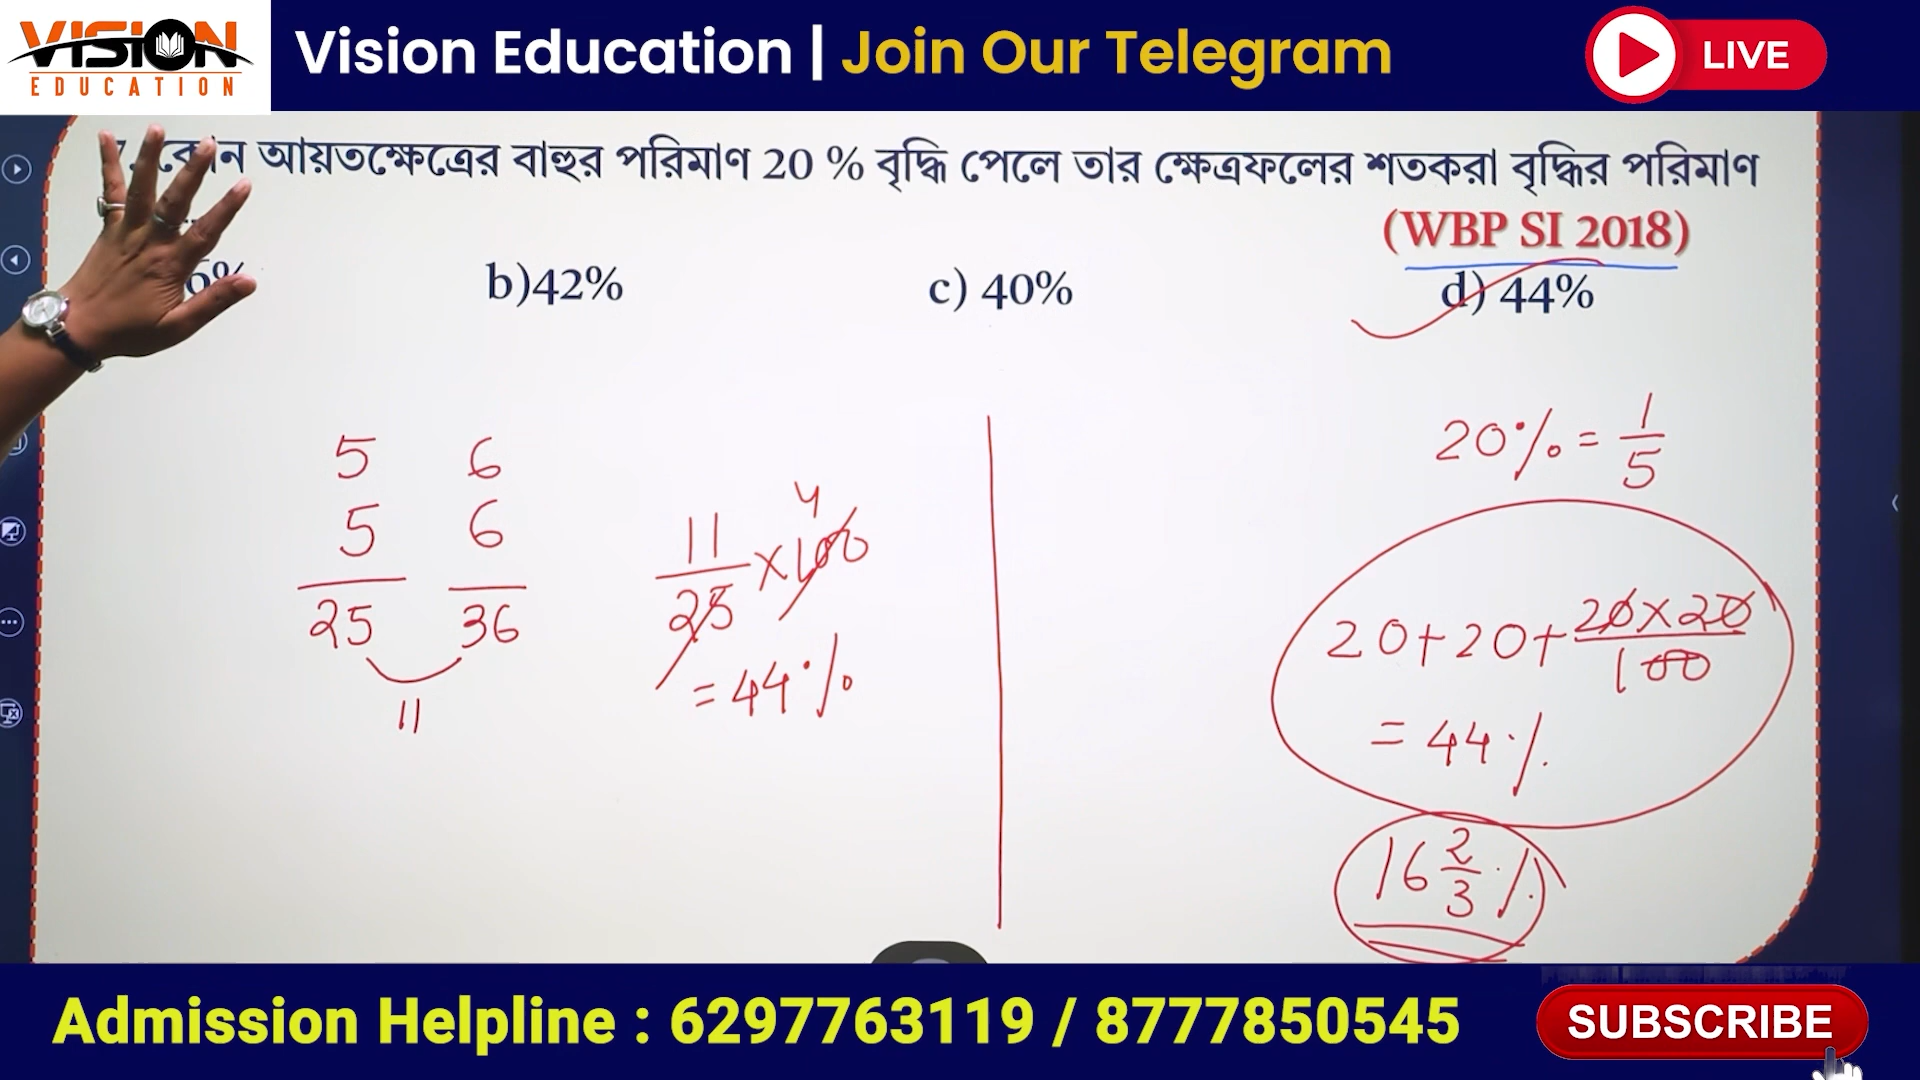 VISION
EDUCATION
Vision Education | Join Our Telegram
LIVE
আয়তক্ষেত্রের বাহুর পরিমাণ 20 % বৃদ্ধি পেলে তার ক্ষেত্রফলের শতকরা বৃদ্ধির পরিমাণ
(WBP SI 2018)
6% b)42% c) 40% d) 44%
5 6
5 6
25 36
11
11/25 × 100 4
= 44%
20% = 1/5
20+20+ 20×20/100
= 44%
16 2/3 %
Admission Helpline : 6297763119 / 8777850545
SUBSCRIBE